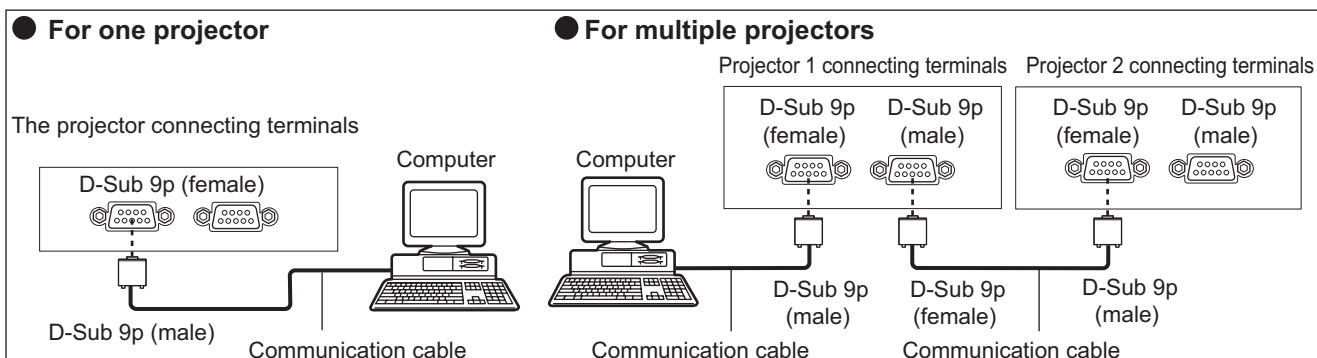 ● For one projector
The projector connecting terminals
D-Sub 9p (female)
Computer
D-Sub 9p (male)
Communication cable
● For multiple projectors
Projector 1 connecting terminals
Projector 2 connecting terminals
D-Sub 9p
(female)
D-Sub 9p
(male)
D-Sub 9p
(female)
D-Sub 9p
(male)
Computer
D-Sub 9p
(male)
D-Sub 9p
(female)
D-Sub 9p
(male)
Communication cable
Communication cable